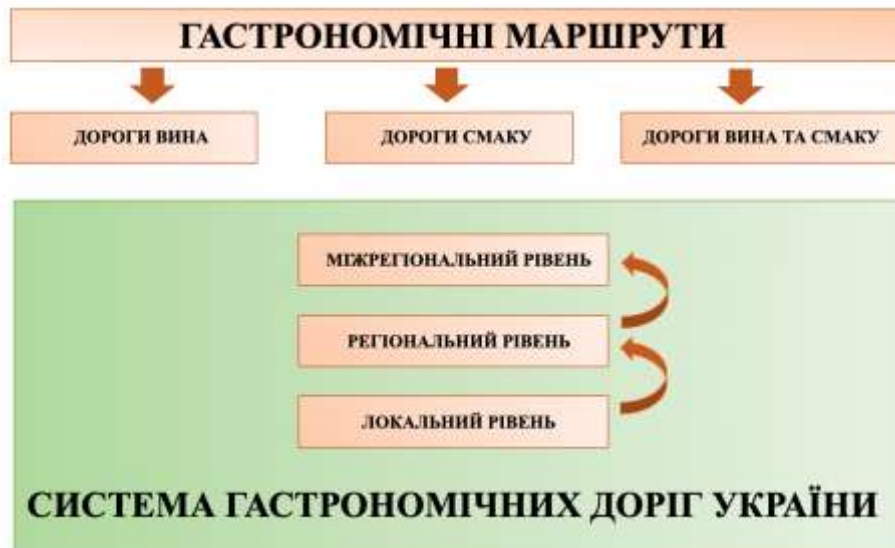 ГАСТРОНОМІЧНІ МАРШРУТИ
ДОРОГИ ВИНА
ДОРОГИ СМАКУ
ДОРОГИ ВИНА ТА СМАКУ
МІЖРЕГІОНАЛЬНИЙ РІВЕНЬ
РЕГІОНАЛЬНИЙ РІВЕНЬ
ЛОКАЛЬНИЙ РІВЕНЬ
СИСТЕМА ГАСТРОНОМІЧНИХ ДОРІГ УКРАЇНИ